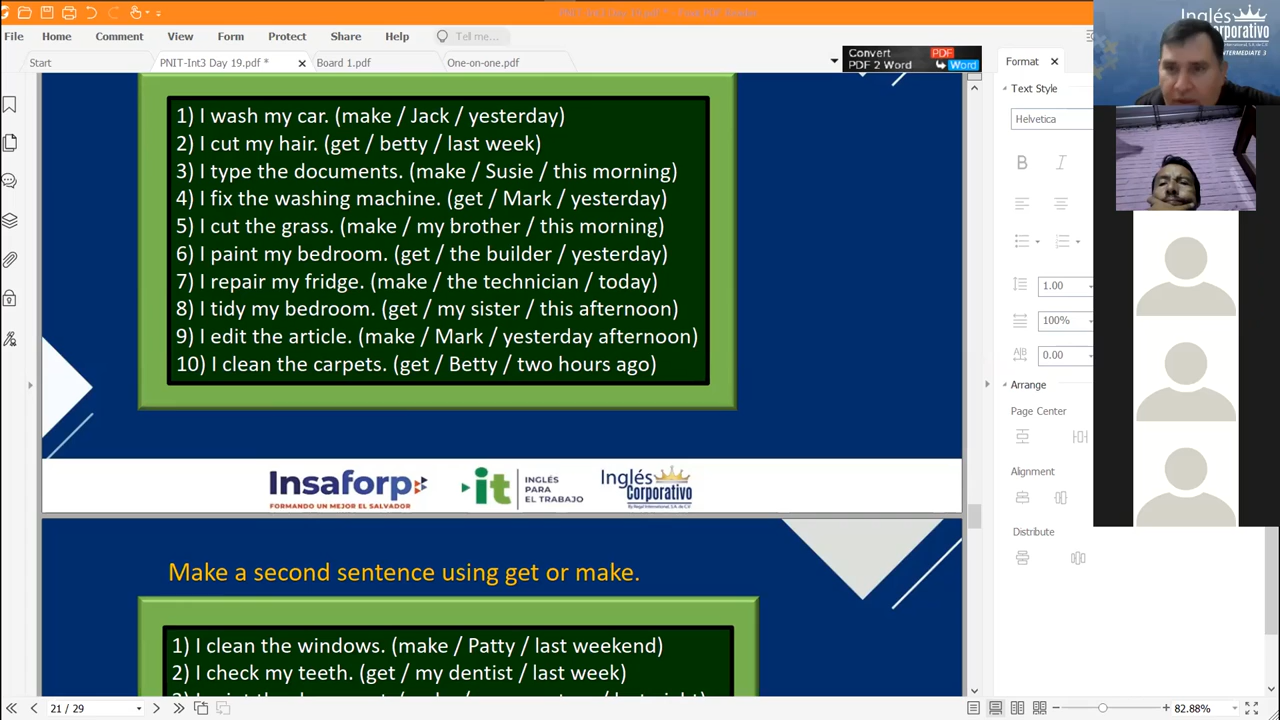 File Home Comment View Form Protect Share Help Tell me...
Start PNIT-Int3 Day 19.pdf * Board 1.pdf One-on-one.pdf
Convert PDF
PDF 2 Word Word
Format
Text Style
Helvetica
B I
1.00
100%
0.00
Arrange
Page Center
Alignment
Distribute
Inglés
Corporativo
INTERMEDIATE 3
1) I wash my car. (make / Jack / yesterday)
2) I cut my hair. (get / betty / last week)
3) I type the documents. (make / Susie / this morning)
4) I fix the washing machine. (get / Mark / yesterday)
5) I cut the grass. (make / my brother / this morning)
6) I paint my bedroom. (get / the builder / yesterday)
7) I repair my fridge. (make / the technician / today)
8) I tidy my bedroom. (get / my sister / this afternoon)
9) I edit the article. (make / Mark / yesterday afternoon)
10) I clean the carpets. (get / Betty / two hours ago)
Insaforp
FORMANDO UN MEJOR EL SALVADOR
it
INGLÉS
PARA
EL TRABAJO
Inglés
Corporativo
Make a second sentence using get or make.
1) I clean the windows. (make / Patty / last weekend)
2) I check my teeth. (get / my dentist / last week)
21 / 29
82.88%